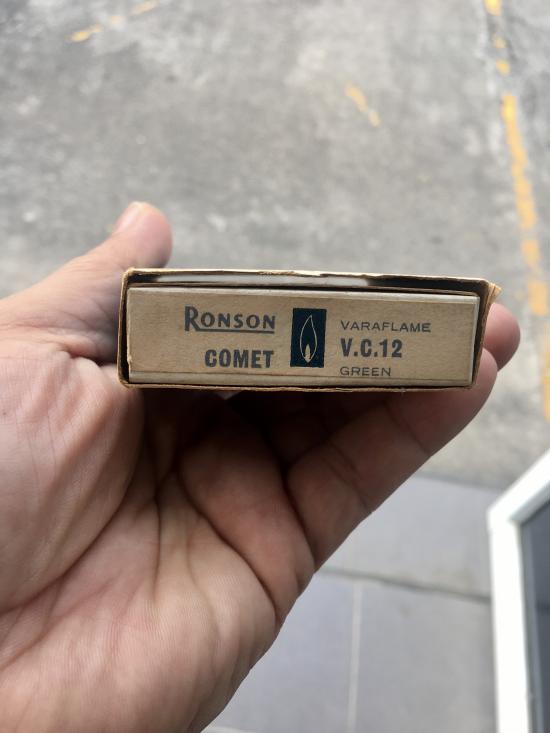 RONSON
COMET
VARAFLAME
V.C.12
GREEN